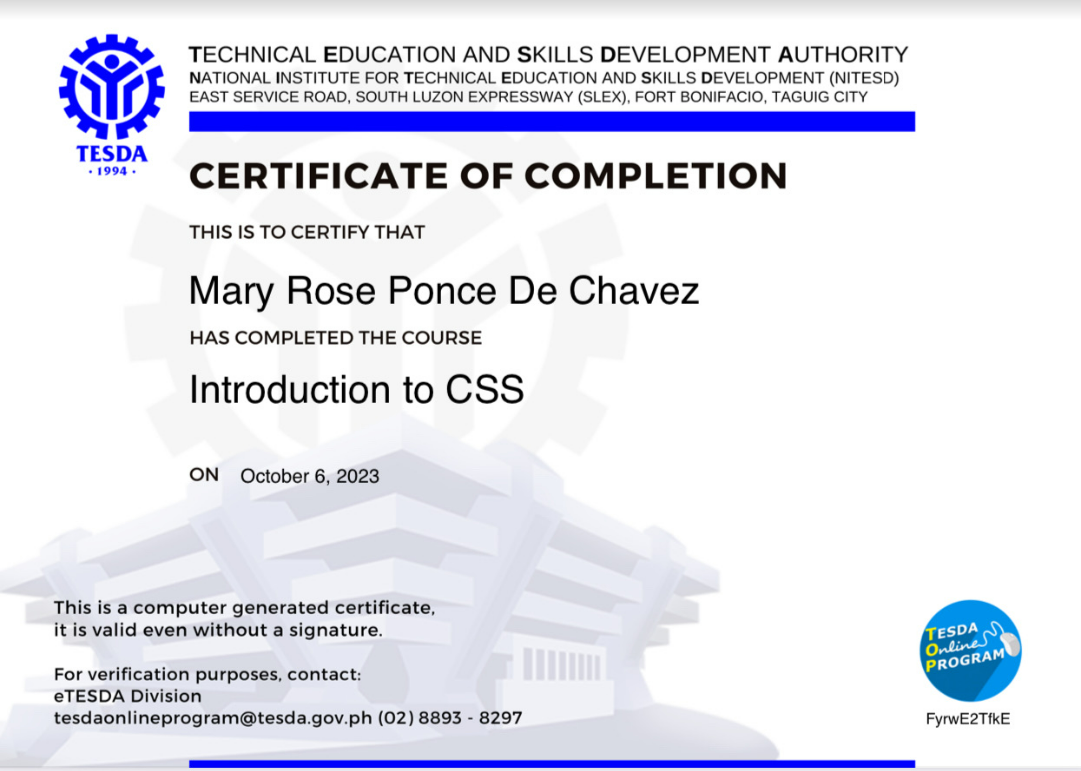 TECHNICAL EDUCATION AND SKILLS DEVELOPMENT AUTHORITY
NATIONAL INSTITUTE FOR TECHNICAL EDUCATION AND SKILLS DEVELOPMENT (NITESD)
EAST SERVICE ROAD, SOUTH LUZON EXPRESSWAY (SLEX), FORT BONIFACIO, TAGUIG CITY
TESDA
· 1994 ·
CERTIFICATE OF COMPLETION
THIS IS TO CERTIFY THAT
Mary Rose Ponce De Chavez
HAS COMPLETED THE COURSE
Introduction to CSS
ON October 6, 2023
This is a computer generated certificate,
it is valid even without a signature.
For verification purposes, contact:
eTESDA Division
tesdaonlineprogram@tesda.gov.ph (02) 8893 - 8297
TESDA
Online
PROGRAM
FyrwE2TfkE